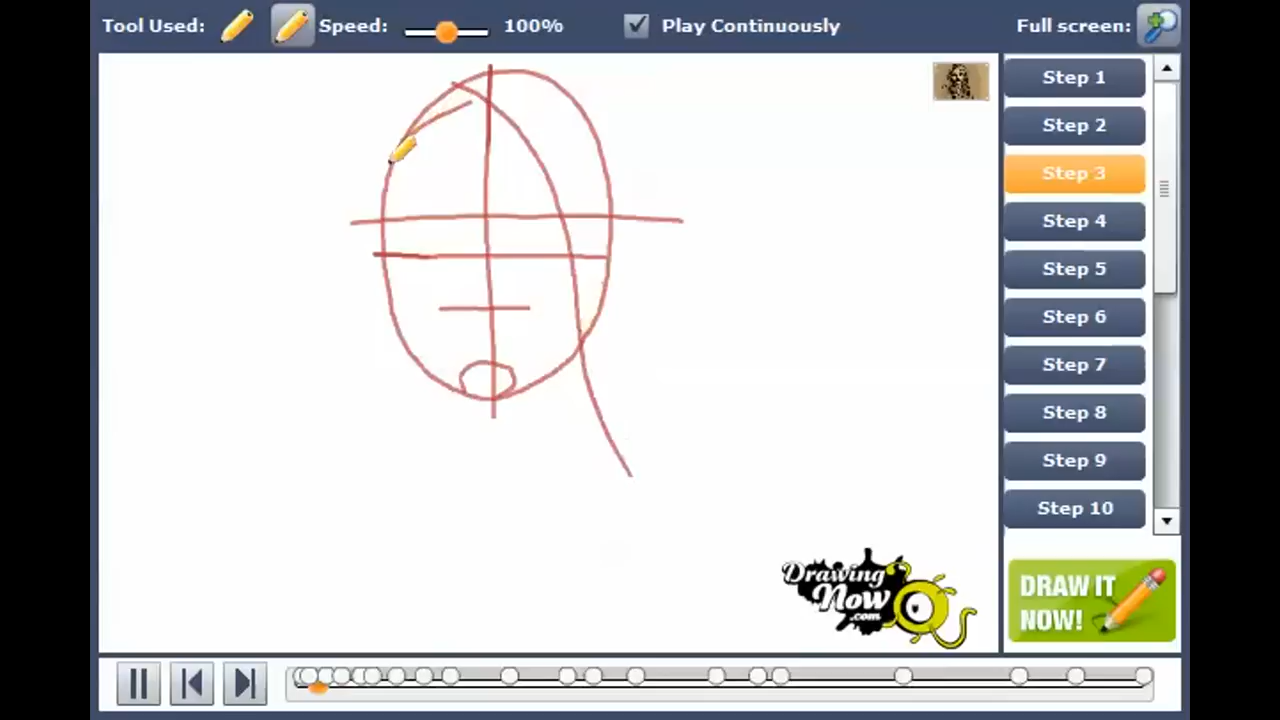 Tool Used:
Speed:
100%
Play Continuously
Full screen:
Step 1
Step 2
Step 3
Step 4
Step 5
Step 6
Step 7
Step 8
Step 9
Step 10
Drawing
Now
.com
DRAW IT
NOW!